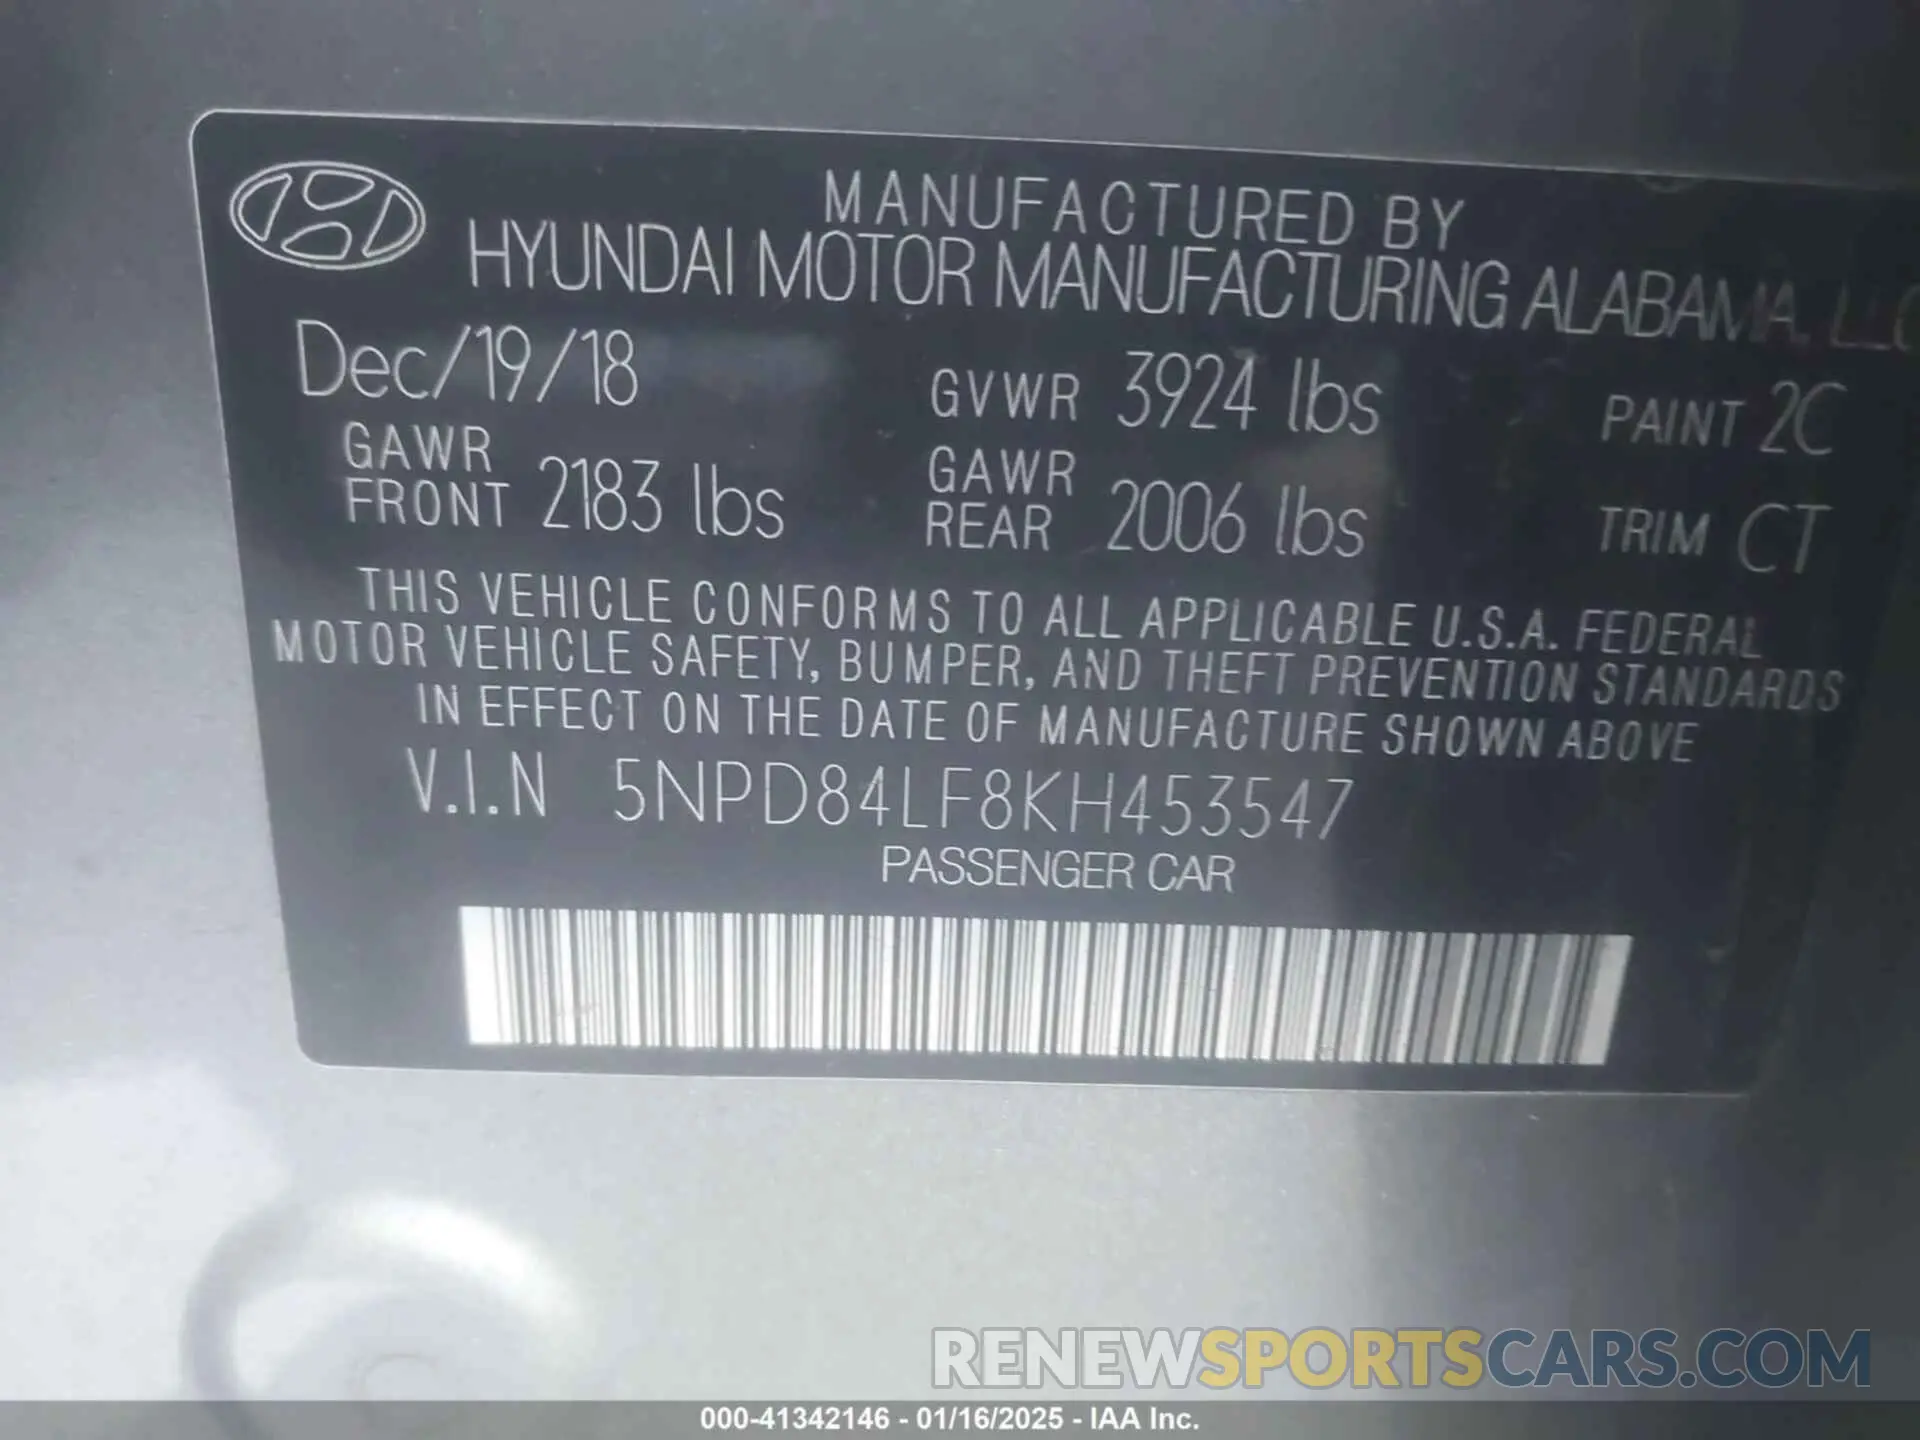 MANUFACTURED BY
HYUNDAI MOTOR MANUFACTURING ALABAMA, LLC
Dec/19/18
GVWR 3924 lbs
PAINT 2C
GAWR
FRONT 2183 lbs
GAWR
REAR 2006 lbs
TRIM CT
THIS VEHICLE CONFORMS TO ALL APPLICABLE U.S.A. FEDERAL
MOTOR VEHICLE SAFETY, BUMPER, AND THEFT PREVENTION STANDARDS
IN EFFECT ON THE DATE OF MANUFACTURE SHOWN ABOVE
V.I.N 5NPD84LF8KH453547
PASSENGER CAR
RENEWSPORTSCARS.COM
000-41342146 - 01/16/2025 - IAA Inc.